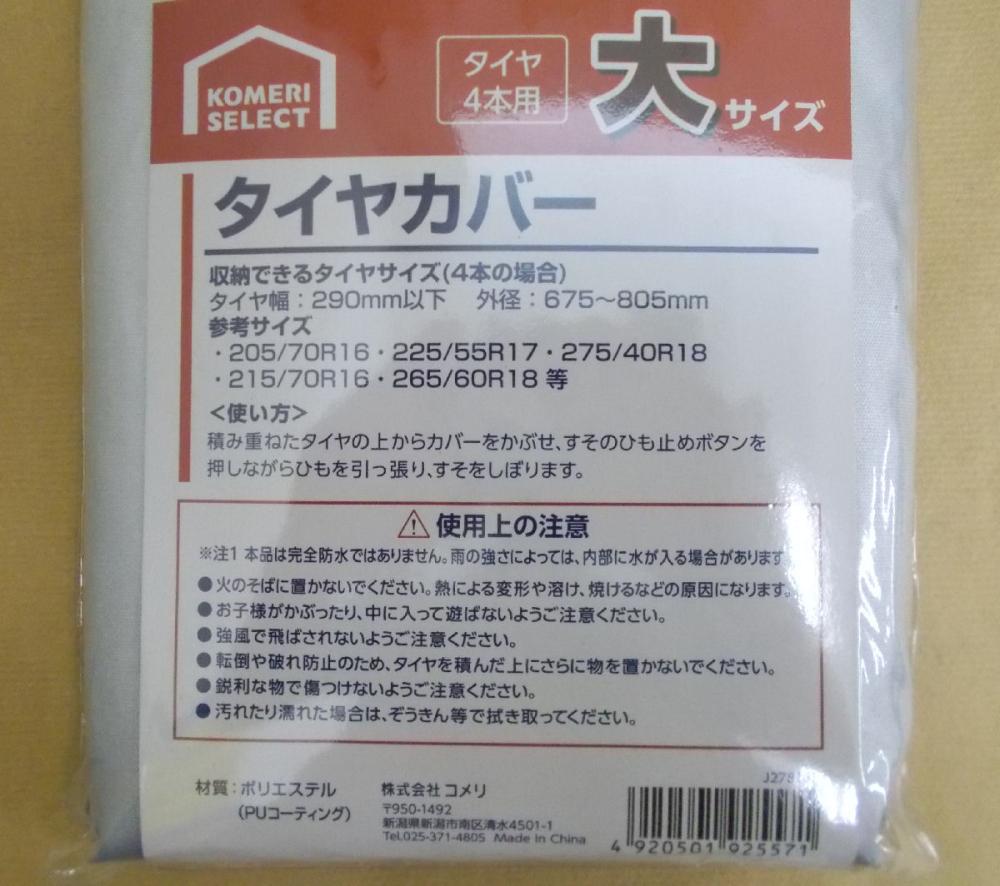 KOMERI
SELECT
タイヤ
4本用
大サイズ
タイヤカバー
収納できるタイヤサイズ(4本の場合)
タイヤ幅：290mm以下　外径：675～805mm
参考サイズ
・205/70R16・225/55R17・275/40R18
・215/70R16・265/60R18 等
＜使い方＞
積み重ねたタイヤの上からカバーをかぶせ、すそのひも止めボタンを
押しながらひもを引っ張り、すそをしぼります。
⚠使用上の注意
※注1 本品は完全防水ではありません。雨の強さによっては、内部に水が入る場合があります
●火のそばに置かないでください。熱による変形や溶け、焼けるなどの原因になります。
●お子様がかぶったり、中に入って遊ばないようご注意ください。
●強風で飛ばされないようご注意ください。
●転倒や破れ防止のため、タイヤを積んだ上にさらに物を置かないでください。
●鋭利な物で傷つけないようご注意ください。
●汚れたり濡れた場合は、ぞうきん等で拭き取ってください。
材質：ポリエステル
(PUコーティング)
株式会社 コメリ
〒950-1492
新潟県新潟市南区清水4501-1
TEL025-371-4805 Made in China
4 920501 925571